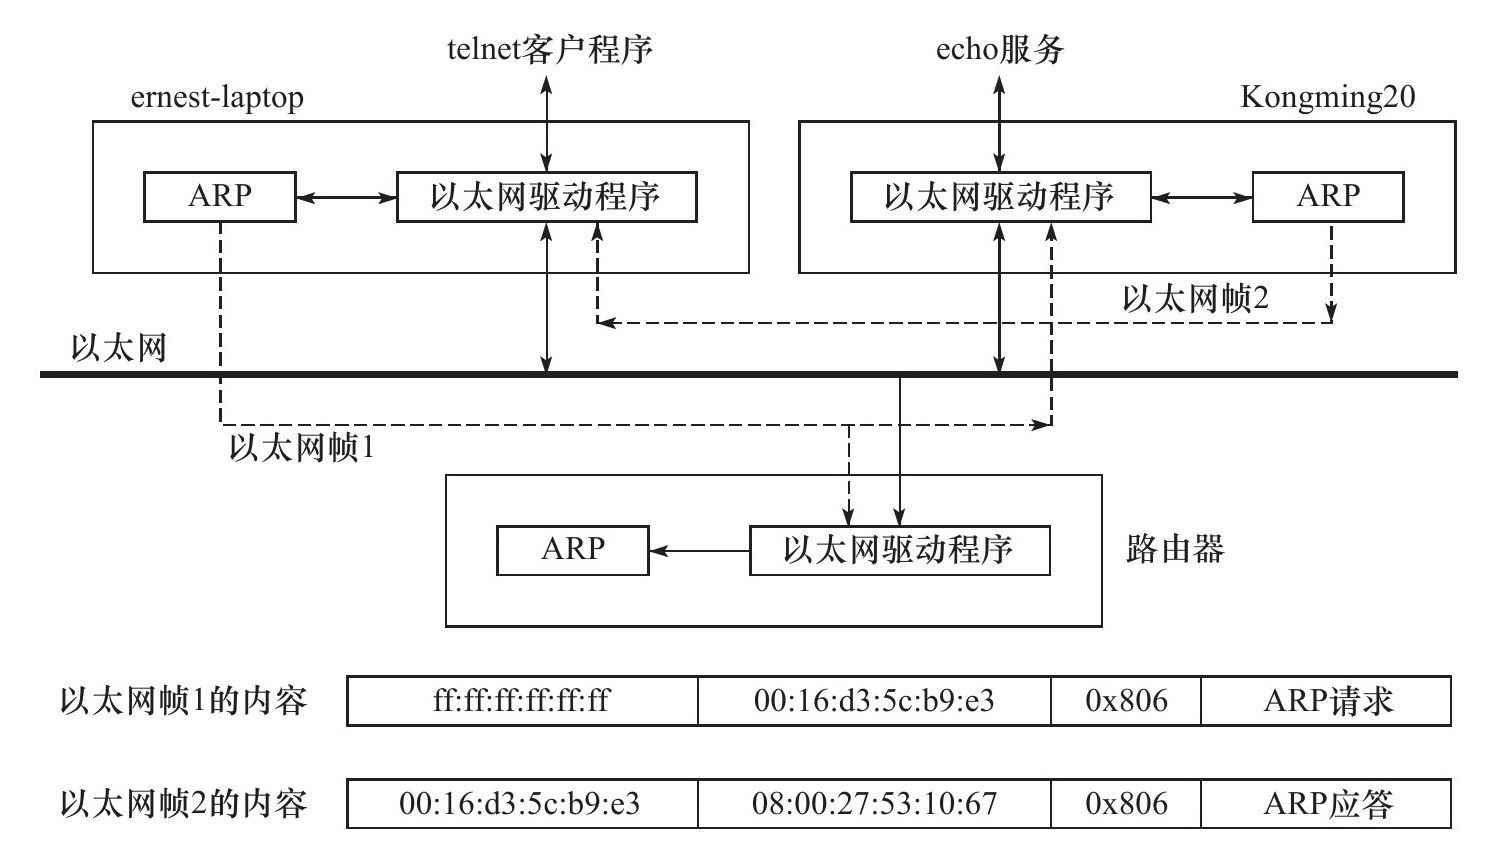 telnet客户程序
echo服务
ernest-laptop
Kongming20
ARP
以太网驱动程序
以太网驱动程序
ARP
以太网帧2
以太网
以太网帧1
ARP
以太网驱动程序
路由器
以太网帧1的内容 ff:ff:ff:ff:ff:ff 00:16:d3:5c:b9:e3 0x806 ARP请求
以太网帧2的内容 00:16:d3:5c:b9:e3 08:00:27:53:10:67 0x806 ARP应答